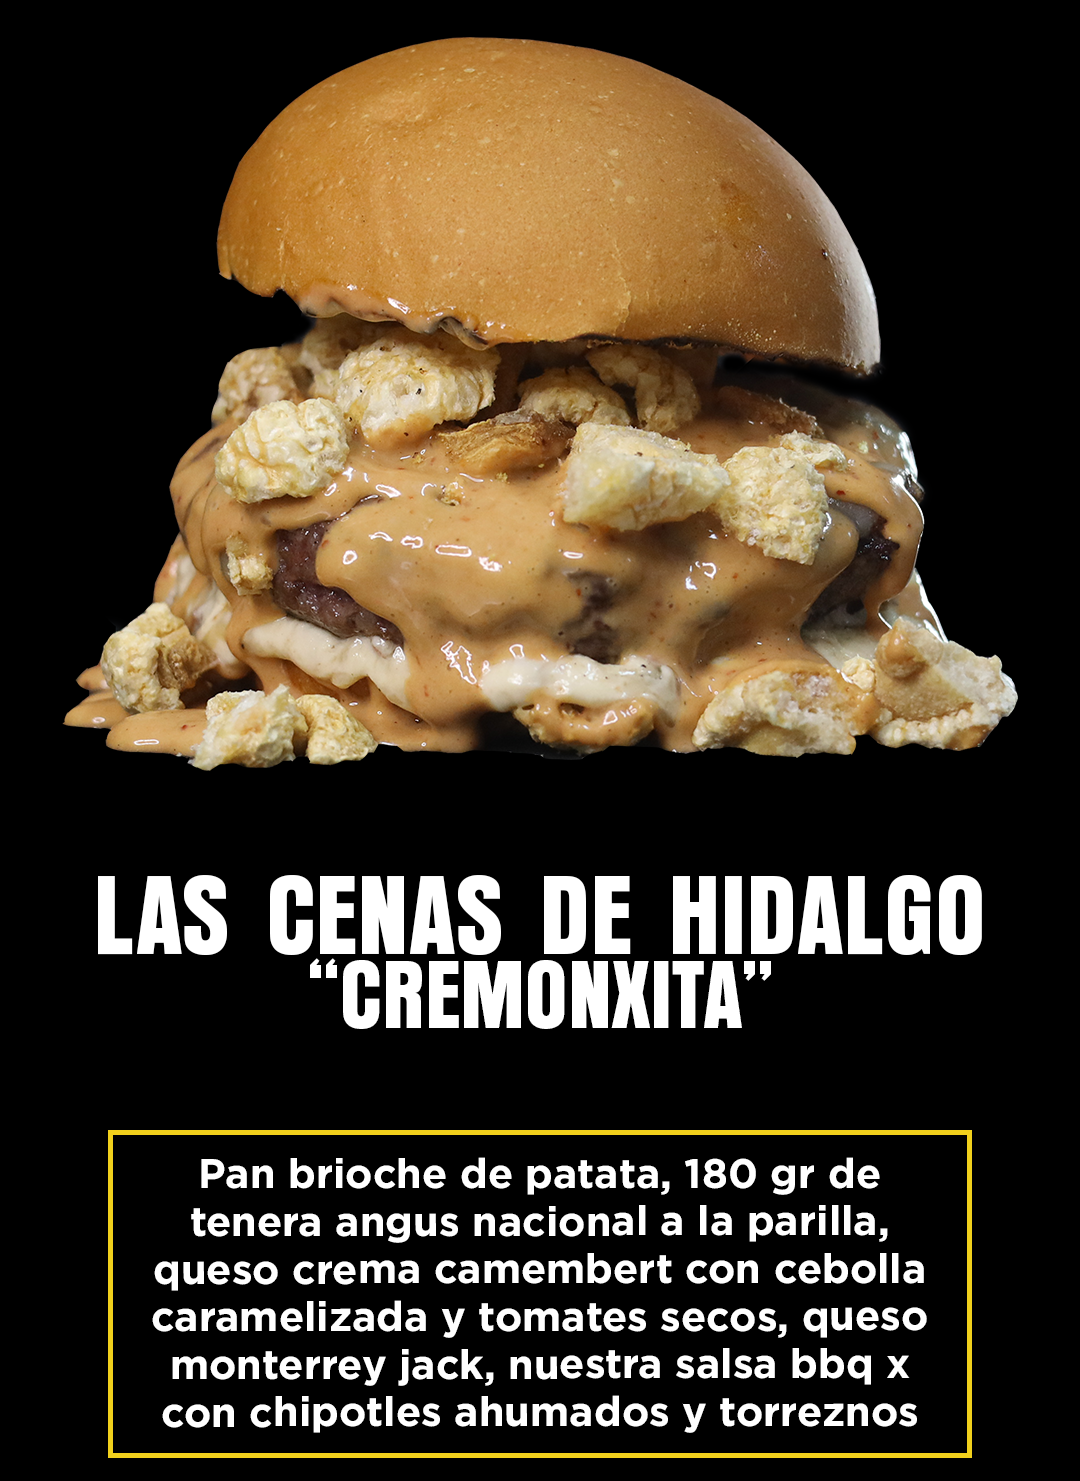 LAS CENAS DE HIDALGO
“CREMONXITA”
Pan brioche de patata, 180 gr de
tenera angus nacional a la parilla,
queso crema camembert con cebolla
caramelizada y tomates secos, queso
monterrey jack, nuestra salsa bbq x
con chipotles ahumados y torreznos